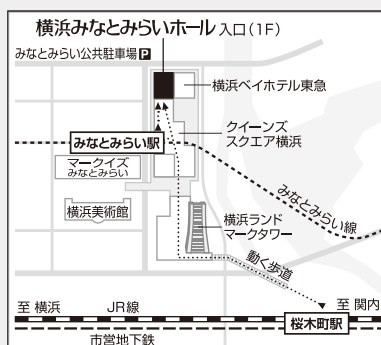 横浜みなとみらいホール 入口(1F)
みなとみらい公共駐車場 P
横浜ベイホテル東急
みなとみらい駅
クイーンズ
スクエア横浜
マークイズ
みなとみらい
みなとみらい線
横浜美術館
横浜ランド
マークタワー
動く歩道
至 横浜
JR線
至 関内
桜木町駅
市営地下鉄